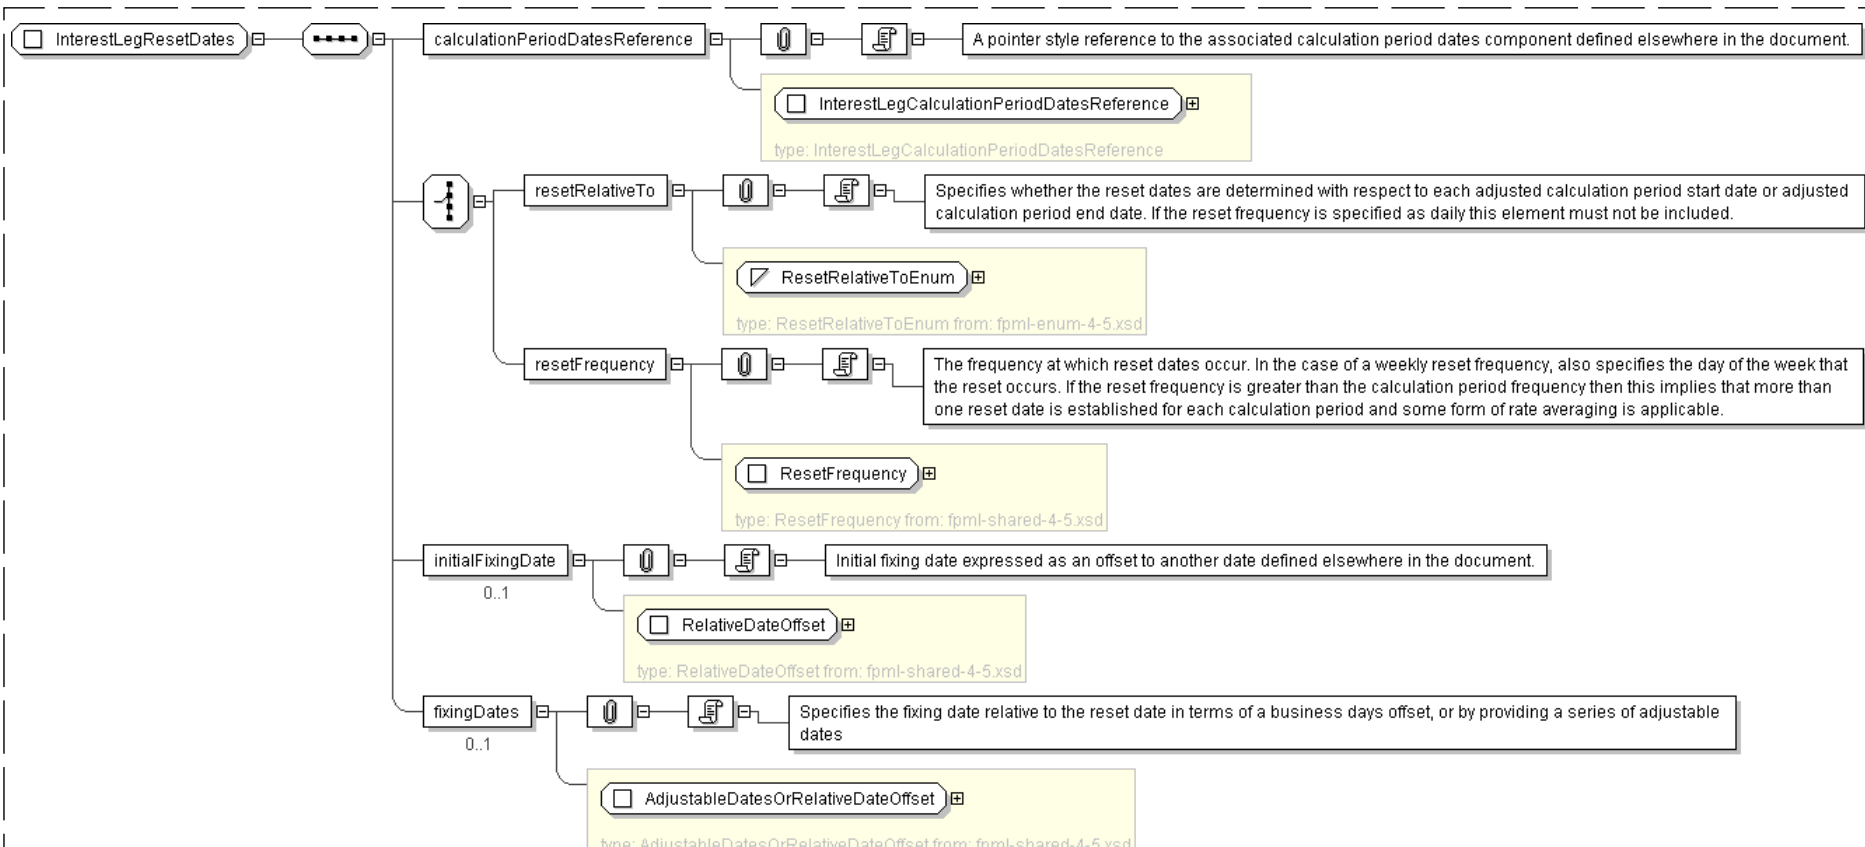 InterestLegResetDates
calculationPeriodDatesReference
A pointer style reference to the associated calculation period dates component defined elsewhere in the document.
InterestLegCalculationPeriodDatesReference
type: InterestLegCalculationPeriodDatesReference
resetRelativeTo
Specifies whether the reset dates are determined with respect to each adjusted calculation period start date or adjusted
calculation period end date. If the reset frequency is specified as daily this element must not be included.
ResetRelativeToEnum
type: ResetRelativeToEnum from: fpml-enum-4-5.xsd
resetFrequency
The frequency at which reset dates occur. In the case of a weekly reset frequency, also specifies the day of the week that
the reset occurs. If the reset frequency is greater than the calculation period frequency then this implies that more than
one reset date is established for each calculation period and some form of rate averaging is applicable.
ResetFrequency
type: ResetFrequency from: fpml-shared-4-5.xsd
initialFixingDate
Initial fixing date expressed as an offset to another date defined elsewhere in the document.
0..1
RelativeDateOffset
type: RelativeDateOffset from: fpml-shared-4-5.xsd
fixingDates
Specifies the fixing date relative to the reset date in terms of a business days offset, or by providing a series of adjustable
dates
0..1
AdjustableDatesOrRelativeDateOffset
type: AdjustableDatesOrRelativeDateOffset from: fpml-shared-4-5.xsd